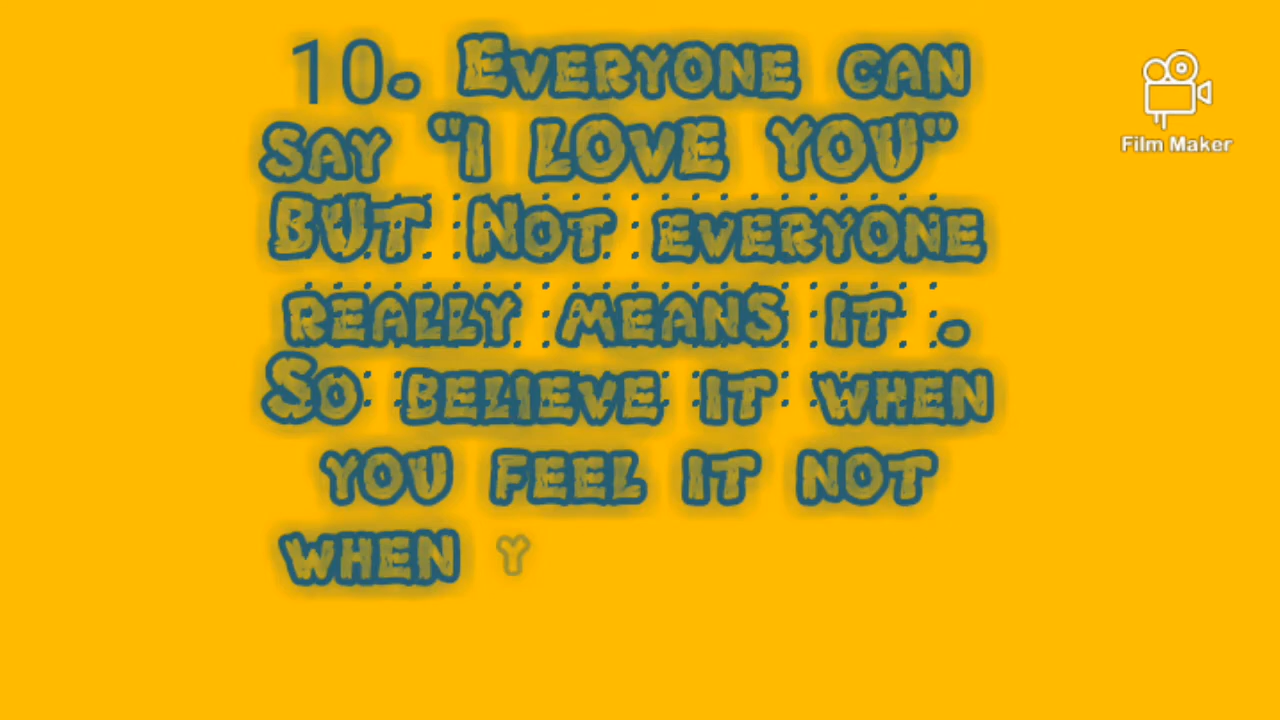 10. Everyone can
say "I LOVE YOU"
BUT Not everyone
really means it .
So believe it when
you feel it not
when y
Film Maker